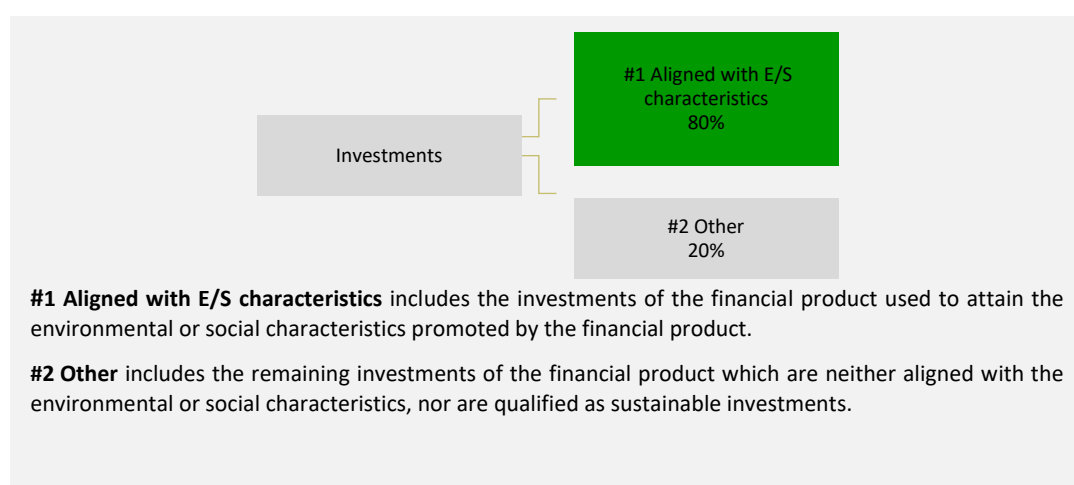 #1 Aligned with E/S
characteristics
80%
Investments
#2 Other
20%
#1 Aligned with E/S characteristics includes the investments of the financial product used to attain the
environmental or social characteristics promoted by the financial product.
#2 Other includes the remaining investments of the financial product which are neither aligned with the
environmental or social characteristics, nor are qualified as sustainable investments.